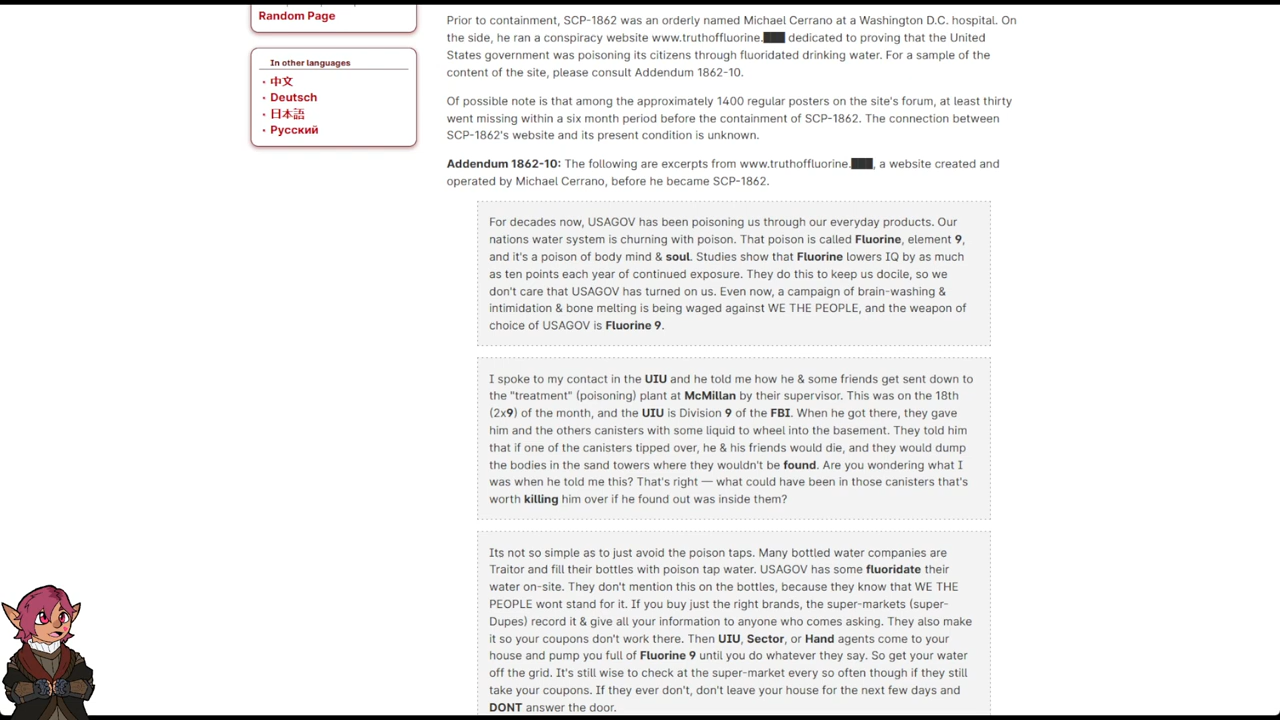 Random Page
In other languages
中文
Deutsch
日本語
Русский
Prior to containment, SCP-1862 was an orderly named Michael Cerrano at a Washington D.C. hospital. On
the side, he ran a conspiracy website www.truthoffluorine.███ dedicated to proving that the United
States government was poisoning its citizens through fluoridated drinking water. For a sample of the
content of the site, please consult Addendum 1862-10.
Of possible note is that among the approximately 1400 regular posters on the site's forum, at least thirty
went missing within a six month period before the containment of SCP-1862. The connection between
SCP-1862's website and its present condition is unknown.
Addendum 1862-10: The following are excerpts from www.truthoffluorine.███, a website created and
operated by Michael Cerrano, before he became SCP-1862.
For decades now, USAGOV has been poisoning us through our everyday products. Our
nations water system is churning with poison. That poison is called Fluorine, element 9,
and it's a poison of body mind & soul. Studies show that Fluorine lowers IQ by as much
as ten points each year of continued exposure. They do this to keep us docile, so we
don't care that USAGOV has turned on us. Even now, a campaign of brain-washing &
intimidation & bone melting is being waged against WE THE PEOPLE, and the weapon of
choice of USAGOV is Fluorine 9.
I spoke to my contact in the UIU and he told me how he & some friends get sent down to
the "treatment" (poisoning) plant at McMillan by their supervisor. This was on the 18th
(2x9) of the month, and the UIU is Division 9 of the FBI. When he got there, they gave
him and the others canisters with some liquid to wheel into the basement. They told him
that if one of the canisters tipped over, he & his friends would die, and they would dump
the bodies in the sand towers where they wouldn't be found. Are you wondering what I
was when he told me this? That's right — what could have been in those canisters that's
worth killing him over if he found out was inside them?
Its not so simple as to just avoid the poison taps. Many bottled water companies are
Traitor and fill their bottles with poison tap water. USAGOV has some fluoridate their
water on-site. They don't mention this on the bottles, because they know that WE THE
PEOPLE wont stand for it. If you buy just the right brands, the super-markets (super-
Dupes) record it & give all your information to anyone who comes asking. They also make
it so your coupons don't work there. Then UIU, Sector, or Hand agents come to your
house and pump you full of Fluorine 9 until you do whatever they say. So get your water
off the grid. It's still wise to check at the super-market every so often though if they still
take your coupons. If they ever don't, don't leave your house for the next few days and
DONT answer the door.